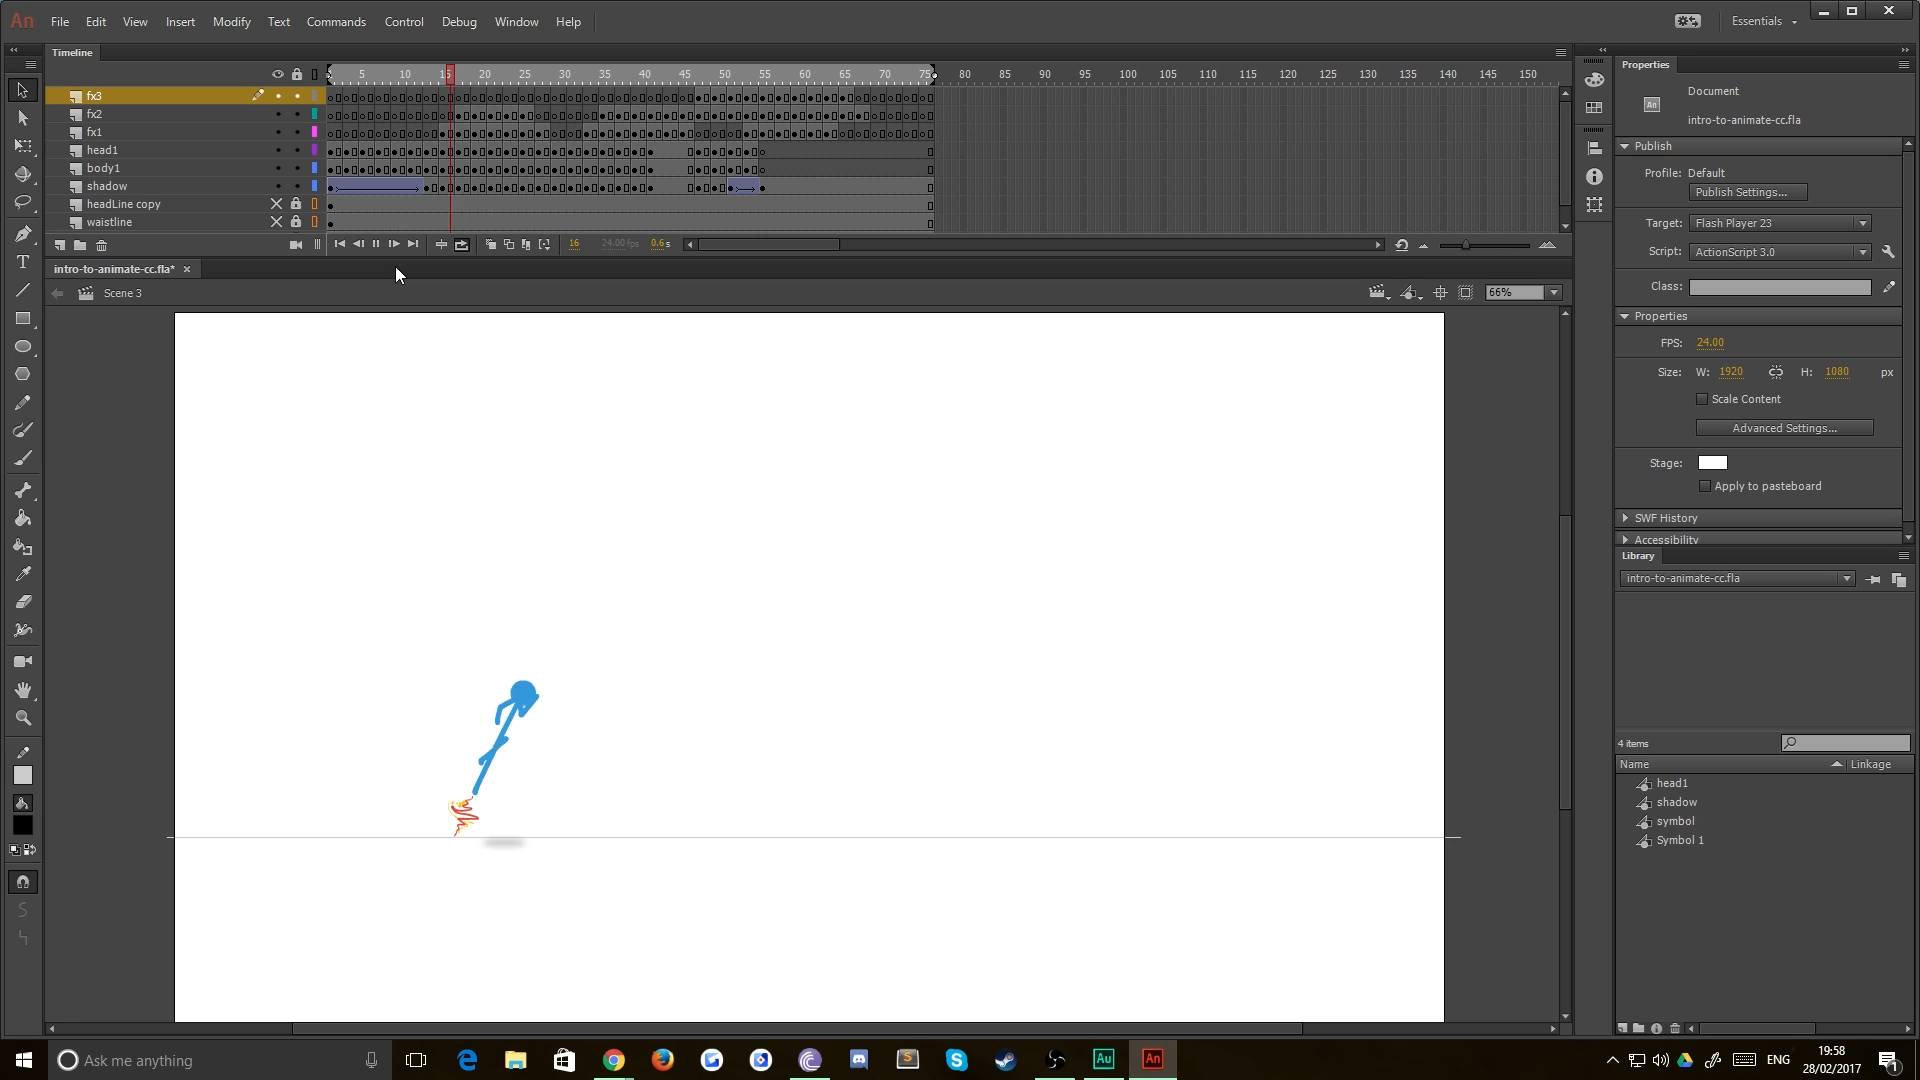 An File Edit View Insert Modify Text Commands Control Debug Window Help Essentials
Timeline
5 10 15 20 25 30 35 40 45 50 55 60 65 70 75 80 85 90 95 100 105 110 115 120 125 130 135 140 145 150
fx3
fx2
fx1
head1
body1
shadow
headLine copy
waistline
16 24.00 fps 0.6 s
intro-to-animate-cc.fla* ×
Scene 3
66%
Properties
An
Document
intro-to-animate-cc.fla
Publish
Profile: Default
Publish Settings...
Target: Flash Player 23
Script: ActionScript 3.0
Class:
Properties
FPS: 24.00
Size: W: 1920 H: 1080 px
Scale Content
Advanced Settings...
Stage:
Apply to pasteboard
SWF History
Accessibility
Library
intro-to-animate-cc.fla
4 items
Name Linkage
head1
shadow
symbol
Symbol 1
Ask me anything
Au
An
ENG
19:58
28/02/2017
1